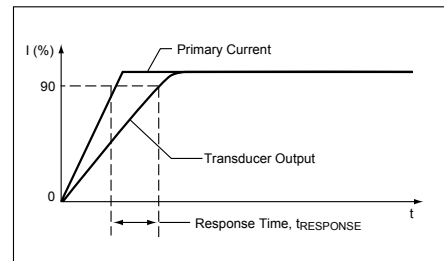 I (%)
Primary Current
90
Transducer Output
0
t
Response Time, tRESPONSE